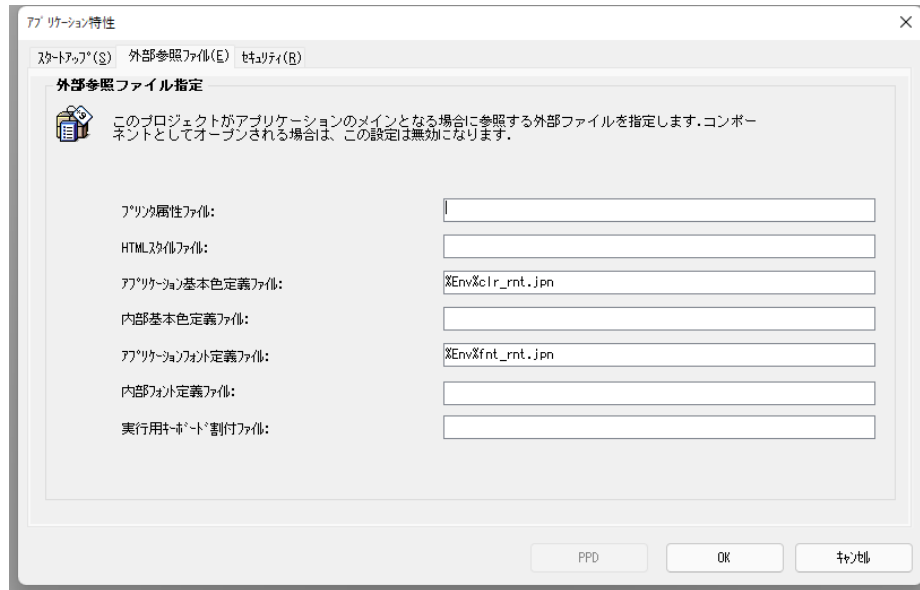 ｱﾌﾟﾘｹｰｼｮﾝ特性
ｽﾀｰﾄｱｯﾌﾟ(S) 外部参照ﾌｧｲﾙ(E) ｾｷｭﾘﾃｨ(R)
外部参照ファイル指定
このプロジェクトがアプリケーションのメインとなる場合に参照する外部ファイルを指定します.コンポー
ネントとしてオープンされる場合は、この設定は無効になります.
ﾌﾟﾘﾝﾀ属性ﾌｧｲﾙ:
HTMLｽﾀｲﾙﾌｧｲﾙ:
ｱﾌﾟﾘｹｰｼｮﾝ基本色定義ﾌｧｲﾙ: %Env%clr_rnt.jpn
内部基本色定義ﾌｧｲﾙ:
ｱﾌﾟﾘｹｰｼｮﾝﾌｫﾝﾄ定義ﾌｧｲﾙ: %Env%fnt_rnt.jpn
内部ﾌｫﾝﾄ定義ﾌｧｲﾙ:
実行用ｷｰﾎﾞｰﾄﾞ割付ﾌｧｲﾙ:
PPD OK ｷｬﾝｾﾙ